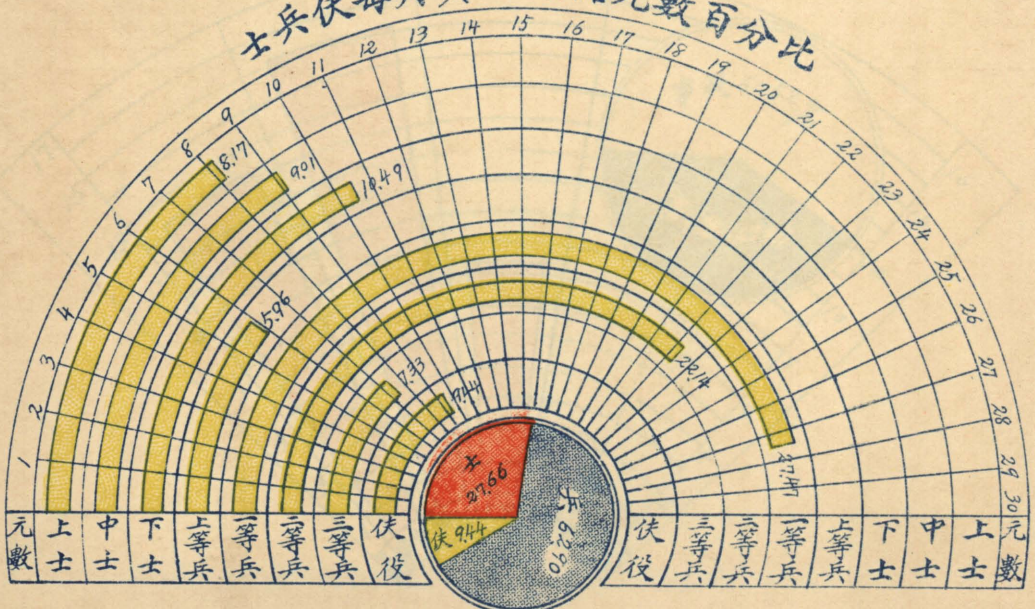 士兵伕每月
數百分比
1 2 3 4 5 6 7 8 9 10 11 12 13 14 15 16 17 18 19 20 21 22 23 24 25 26 27 28 29 30
8.17
9.01
10.49
5.96
27.47
22.14
7.33
9.44
士 27.66
兵 62.90
伕 9.44
元數 上士 中士 下士 上等兵 一等兵 二等兵 三等兵 伕役
伕役 三等兵 二等兵 一等兵 上等兵 下士 中士 上士 元數